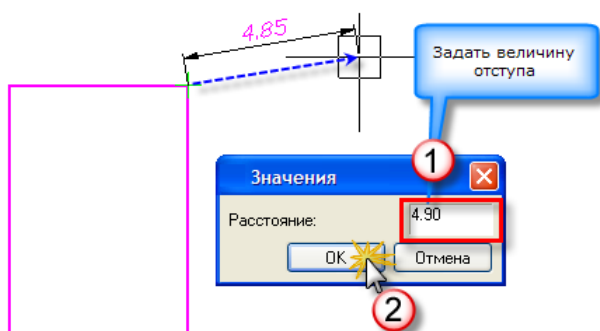 4.85
Задать величину
отступа
1
Значения
Расстояние:
4.90
OK
Отмена
2